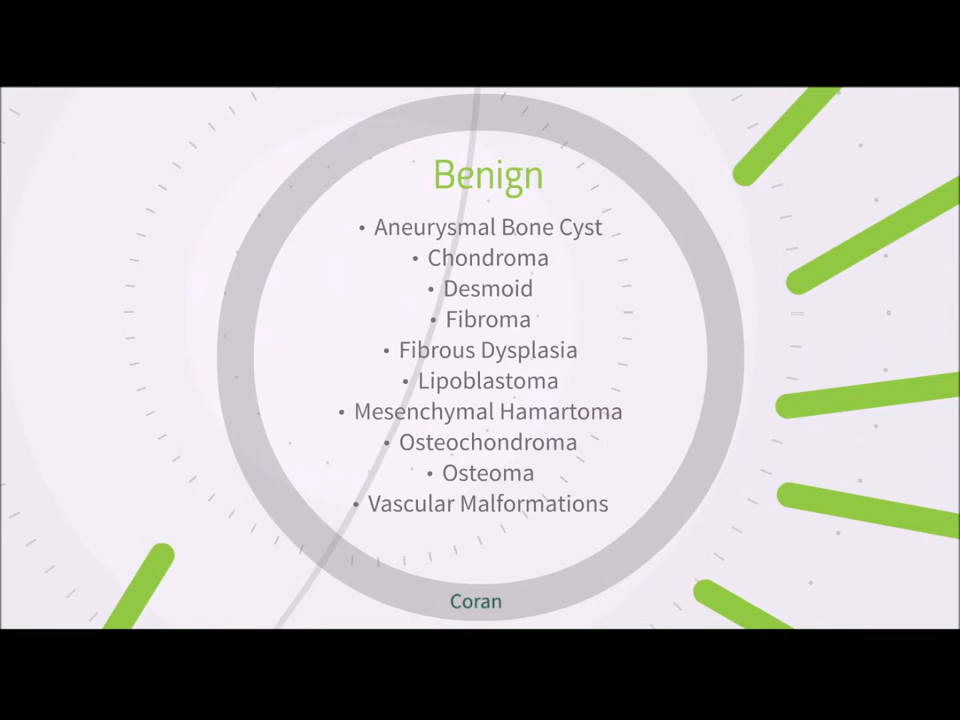 Benign
• Aneurysmal Bone Cyst
• Chondroma
• Desmoid
• Fibroma
• Fibrous Dysplasia
• Lipoblastoma
• Mesenchymal Hamartoma
• Osteochondroma
• Osteoma
• Vascular Malformations
Coran